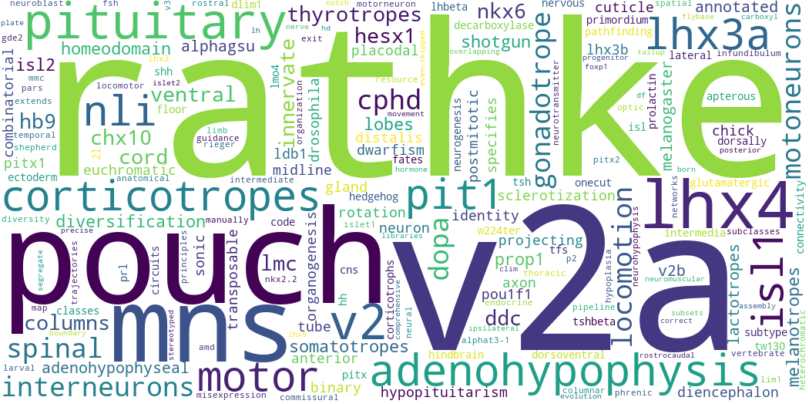 neuroblast
fsh
v3
rostral
dlim1
lh
lhbeta
nerve
notch
motorneuron
nervous
cuticle
spatial
annotated
pituitary
thyrotropes
nkx6
decarboxylase
primordium
flybase
plate
gde2
homeodomain
hesx1
exit
hd
columnar
pathfinding
carboxyl
lhx3a
isl2
alphagsu
placodal
shotgun
lhx3b
lateral
infundibulum
rathke
combinatorial
mmc
islet2
shh
pars
extends
locomotor
ventral
lmo4
innervate
cphd
gonadotrope
overlapping
resource
even-skipped
isl
tailup
optic
df
progenitor
foxp1
prolactin
apterous
motoneurons
nli
hb9
temporal
shepherd
pitx1
ectoderm
chx10
floor
limb
guidance
rieger
cord
euchromatic
21
anatomical
intermediate
organization
drosophila
lobes
distalis
dwarfism
movement
ldb1
fates
hormone
midline
neurogenesis
postmitotic
specifies
neurotransmitter
pitx2
melanogaster
chick
dorsally
born
posterior
corticotropes
gland
hedgehog
pit1
tsh
onecut
sclerotization
lhx4
glutamatergic
networks
connectivity
diversity
diversification
manually
rotation
islet1
code
neuron
identity
w224ter
projecting
tfs
p2
intermedia
subclasses
pouch
v2a
precise
segregate
trajectories
pr1
circuits
principles
sonic
nkx2.2
transposable
lmc
organogenesis
cns
hh
corticotrophs
libraries
comprehensive
dopa
prop1
clim
axon
pou1f1
endocrine
thoracic
hypoplasia
neurohypophysis
locomotion
v2b
neuromuscular
isl1
lactotropes
melanotropes
heterochromatic
columns
classes
map
boundary
mns
stereotyped
v2
tube
somatotropes
neural
ddc
tshbeta
pipeline
ipsilateral
subtype
subsets
correct
assembly
tw130
rostrocaudal
vertebrate
spinal
adenohypophyseal
amd
lhx3
motor
anterior
pitx
alphat3-1
hindbrain
dorsoventral
adenohypophysis
lim1
larval
interneurons
misexpression
binary
commissural
hypopituitarism
evolution
phrenic
diencephalon